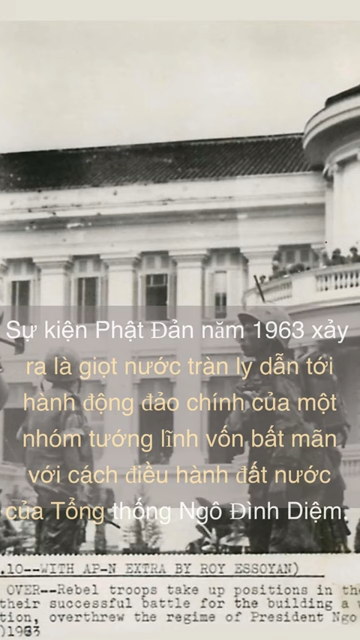 Sự kiện Phật Đản năm 1963 xảy
ra là giọt nước tràn ly dẫn tới
hành động đảo chính của một
nhóm tướng lĩnh vốn bất mãn
với cách điều hành đất nước
của Tổng thống Ngô Đình Diệm.
.10--WITH AP-N EXTRA BY ROY ESSOYAN)
OVER--Rebel troops take up positions in the
their successful battle for the building a
tion, overthrew the regime of President Ngo
)1963